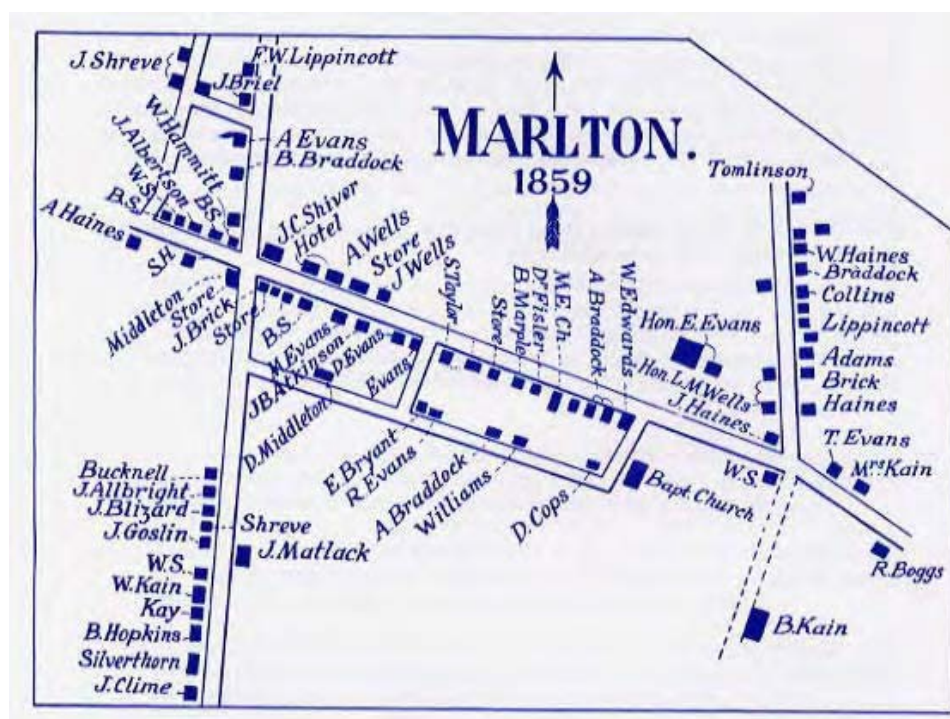 MARLTON.
1859
J. Shreve
F.W. Lippincott
J. Briel
A Evans
B. Braddock
W. Hammitt
J. Albertson
B.S.
W.S.
B.S.
A Haines
S.H
J.C. Shiver
Hotel
A Wells
Store
J Wells
Middleton
Store
J. Brick
Store
B.S.
M. Evans
J B Atkinson
D. Evans
Evans
D. Middleton
S. Taylor
Store
B. Marple
Dr Fisler
M.E. Ch.
A Braddock
W. Edwards
Hon. E. Evans
Hon. L.M Wells
J. Haines
Tomlinson
W. Haines
Braddock
Collins
Lippincott
Adams
Brick
Haines
T. Evans
Mrs Kain
W.S.
R. Boggs
B. Kain
E. Bryant
R. Evans
A. Braddock
Williams
D. Cops
Bapt. Church
Bucknell
J. Allbright
J. Blizard
J. Goslin
Shreve
J. Matlack
W.S.
W. Kain
Kay
B. Hopkins
Silverthorn
J. Clime